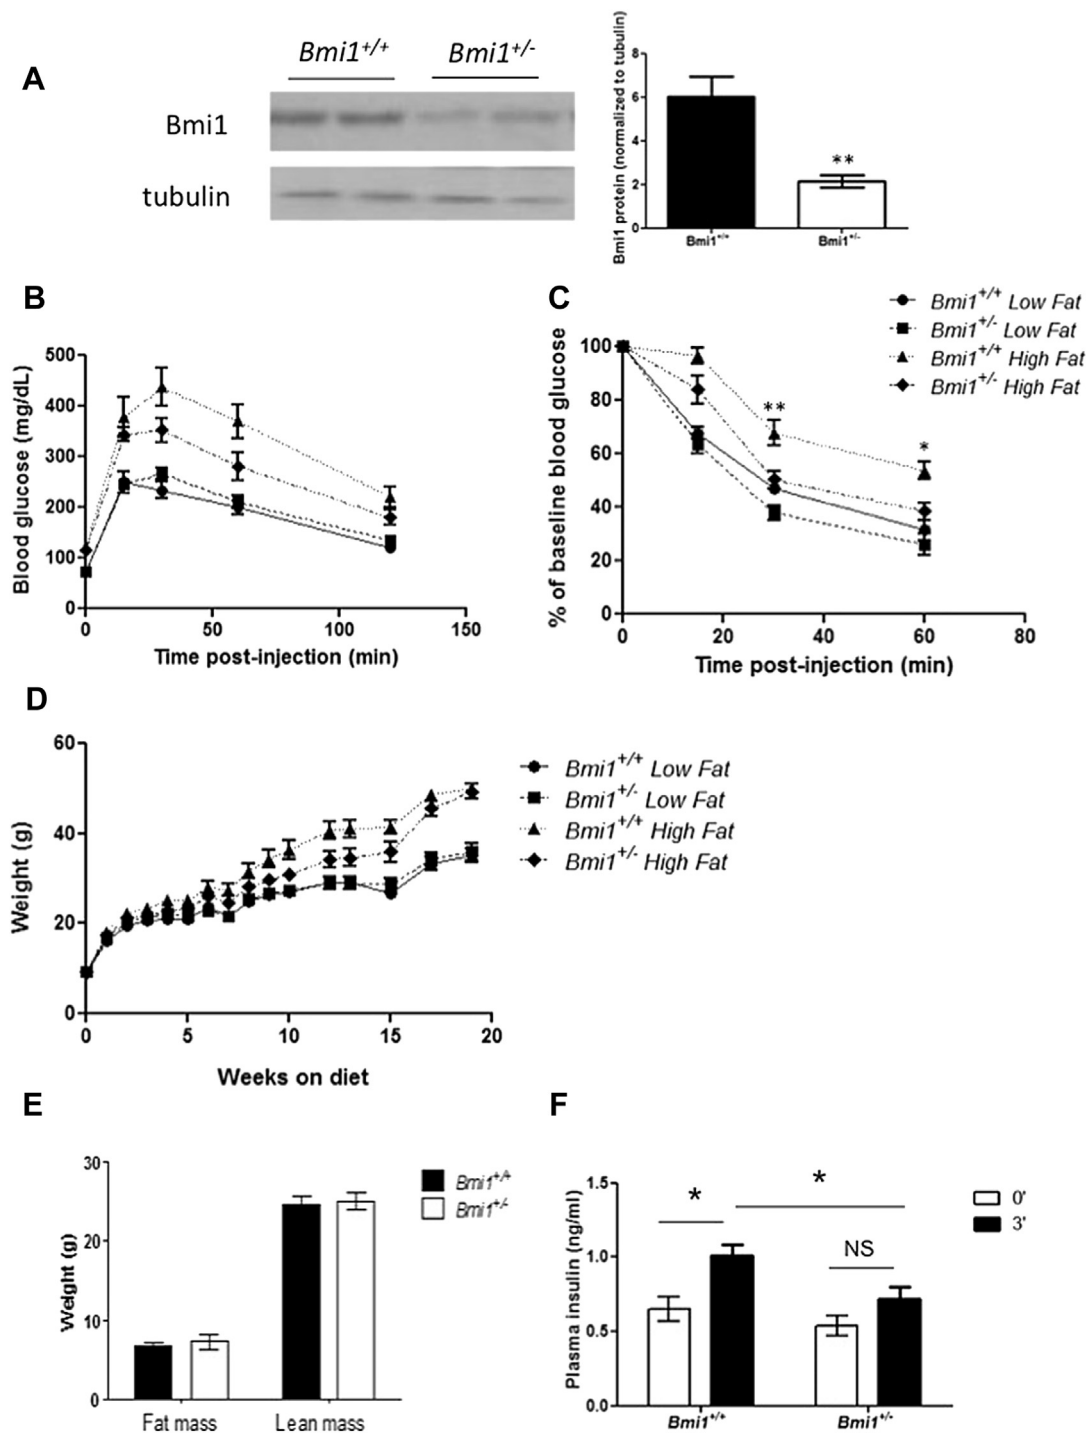 A
Bmi1+/+ Bmi1+/-
Bmi1
tubulin
Bmi1 protein (normalized to tubulin)
8
6
4
2
0
**
Bmi1+/+ Bmi1+/-
B
Blood glucose (mg/dL)
500
400
300
200
100
0
0 50 100 150
Time post-injection (min)
C
% of baseline blood glucose
100
80
60
40
20
0
** *
0 20 40 60 80
Time post-injection (min)
Bmi1+/+ Low Fat
Bmi1+/- Low Fat
Bmi1+/+ High Fat
Bmi1+/- High Fat
D
Weight (g)
60
40
20
0
0 5 10 15 20
Weeks on diet
Bmi1+/+ Low Fat
Bmi1+/- Low Fat
Bmi1+/+ High Fat
Bmi1+/- High Fat
E
Weight (g)
30
20
10
0
Fat mass Lean mass
Bmi1+/+
Bmi1+/-
F
Plasma insulin (ng/ml)
1.5
1.0
0.5
0.0
* *
NS
Bmi1+/+ Bmi1+/-
0'
3'